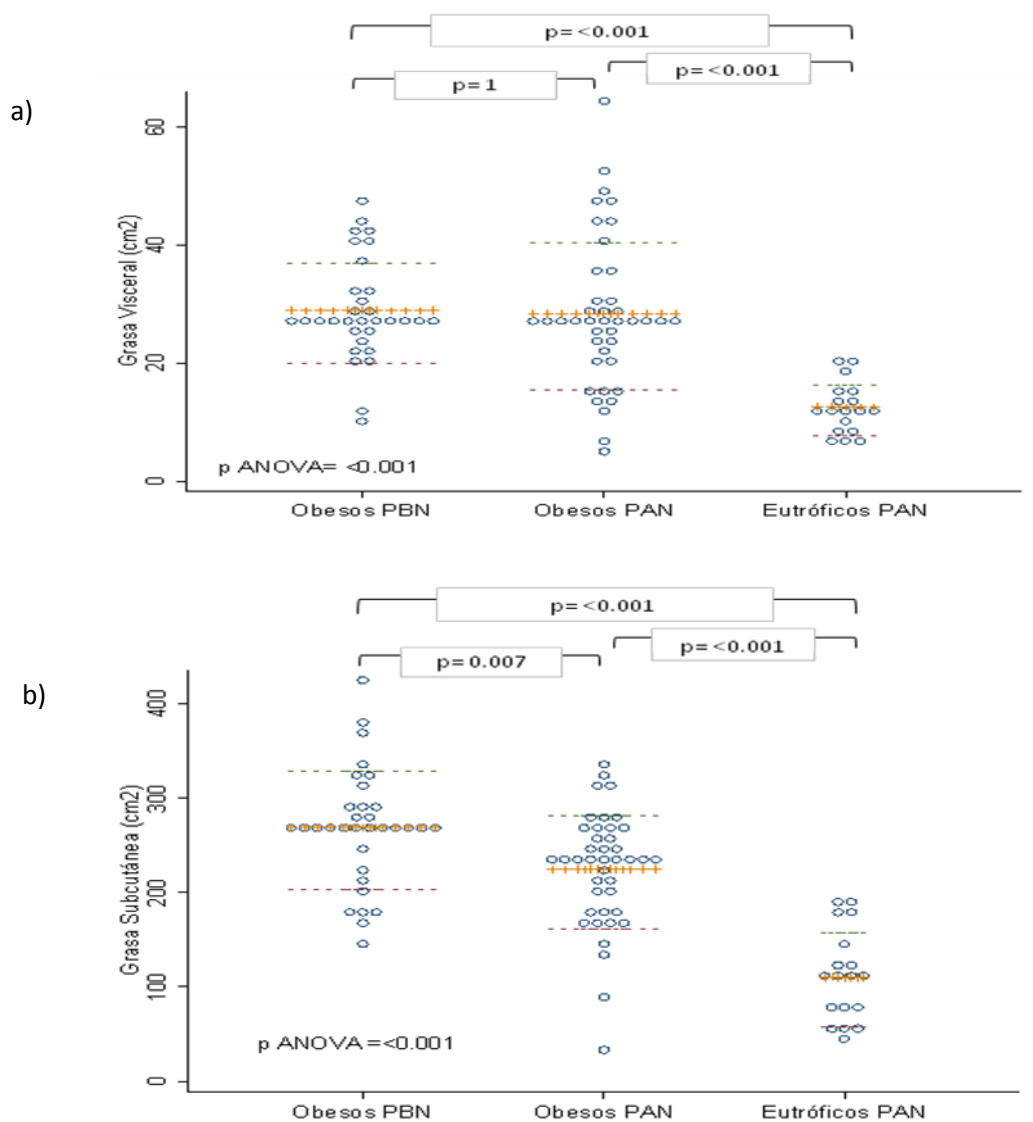 p= <0.001
p= 1
p= <0.001
a)
60
40
20
0
Grasa Visceral (cm2)
p ANOVA= <0.001
Obesos PBN
Obesos PAN
Eutróficos PAN
p= <0.001
p= 0.007
p= <0.001
b)
400
300
200
100
0
Grasa Subcutánea (cm2)
p ANOVA =<0.001
Obesos PBN
Obesos PAN
Eutróficos PAN